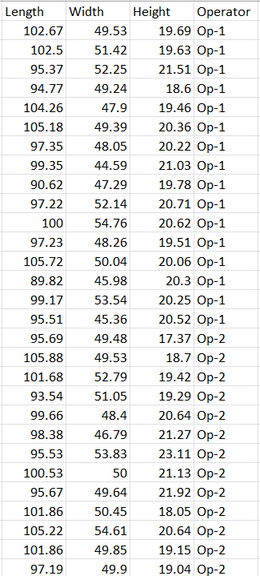 Length Width Height Operator
102.67 49.53 19.69 Op-1
102.5 51.42 19.63 Op-1
95.37 52.25 21.51 Op-1
94.77 49.24 18.6 Op-1
104.26 47.9 19.46 Op-1
105.18 49.39 20.36 Op-1
97.35 48.05 20.22 Op-1
99.35 44.59 21.03 Op-1
90.62 47.29 19.78 Op-1
97.22 52.14 20.71 Op-1
100 54.76 20.62 Op-1
97.23 48.26 19.51 Op-1
105.72 50.04 20.06 Op-1
89.82 45.98 20.3 Op-1
99.17 53.54 20.25 Op-1
95.51 45.36 20.52 Op-1
95.69 49.48 17.37 Op-2
105.88 49.53 18.7 Op-2
101.68 52.79 19.42 Op-2
93.54 51.05 19.29 Op-2
99.66 48.4 20.64 Op-2
98.38 46.79 21.27 Op-2
95.53 53.83 23.11 Op-2
100.53 50 21.13 Op-2
95.67 49.64 21.92 Op-2
101.86 50.45 18.05 Op-2
105.22 54.61 20.64 Op-2
101.86 49.85 19.15 Op-2
97.19 49.9 19.04 Op-2